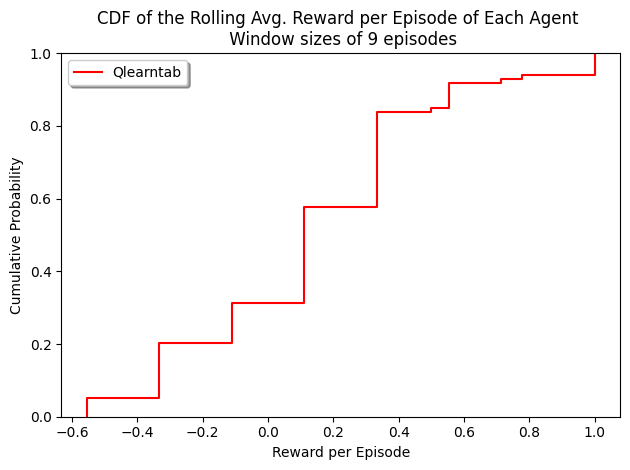 CDF of the Rolling Avg. Reward per Episode of Each Agent
Window sizes of 9 episodes
Qlearntab
1.0
0.8
0.6
0.4
0.2
0.0
Cumulative Probability
−0.6 −0.4 −0.2 0.0 0.2 0.4 0.6 0.8 1.0
Reward per Episode